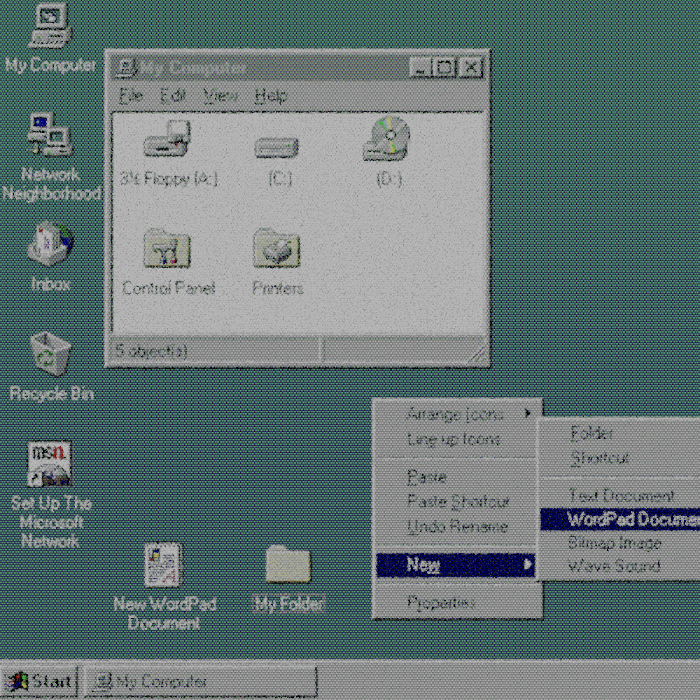 My Computer
Network
Neighborhood
Inbox
Recycle Bin
msn.
Set Up The
Microsoft
Network
My Computer
File Edit View Help
3½ Floppy (A:) (C:) (D:)
Control Panel Printers
5 object(s)
Arrange Icons
Line up Icons
Paste
Paste Shortcut
Undo Rename
New
Properties
Folder
Shortcut
Text Document
WordPad Docume
Bitmap Image
Wave Sound
New WordPad
Document
My Folder
Start My Computer